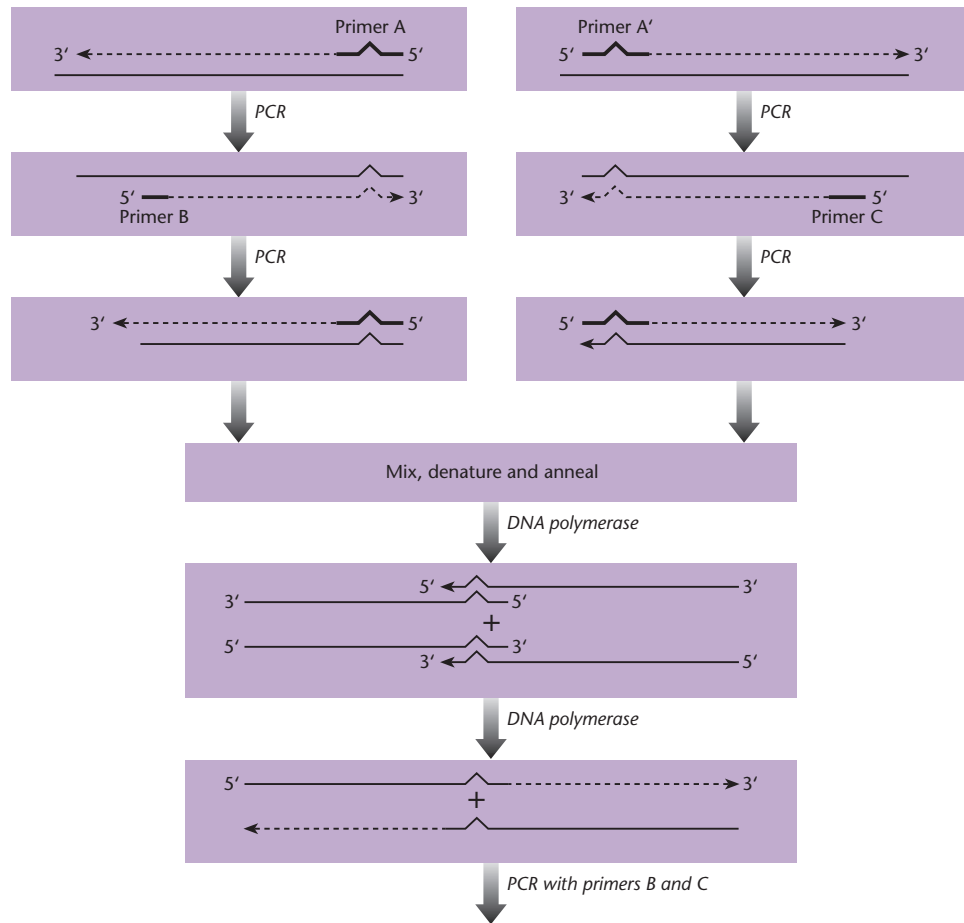 Primer A
3‘ 5‘
PCR
5‘ 3‘
Primer B
PCR
3‘ 5‘
Primer A‘
5‘ 3‘
PCR
3‘ 5‘
Primer C
PCR
5‘ 3‘
Mix, denature and anneal
DNA polymerase
5‘ 3‘
3‘ 5‘
+
5‘ 3‘
3‘ 5‘
DNA polymerase
5‘ 3‘
+
PCR with primers B and C